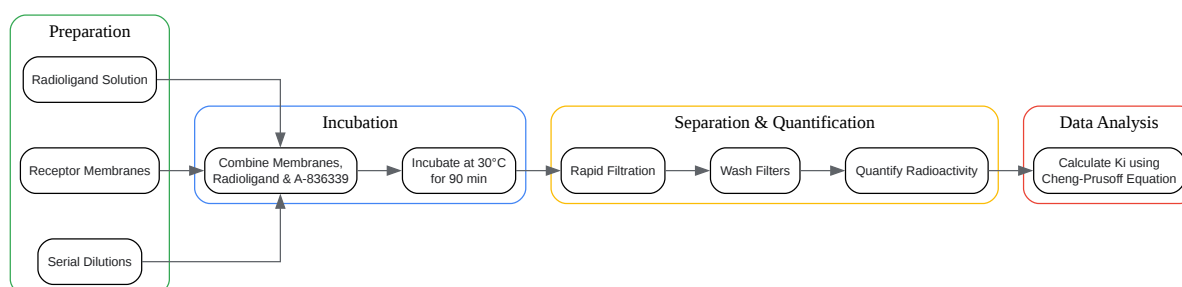 Preparation
Radioligand Solution
Receptor Membranes
Serial Dilutions
Incubation
Combine Membranes,
Radioligand & A-836339
Incubate at 30°C
for 90 min
Separation & Quantification
Rapid Filtration
Wash Filters
Quantify Radioactivity
Data Analysis
Calculate Ki using
Cheng-Prusoff Equation